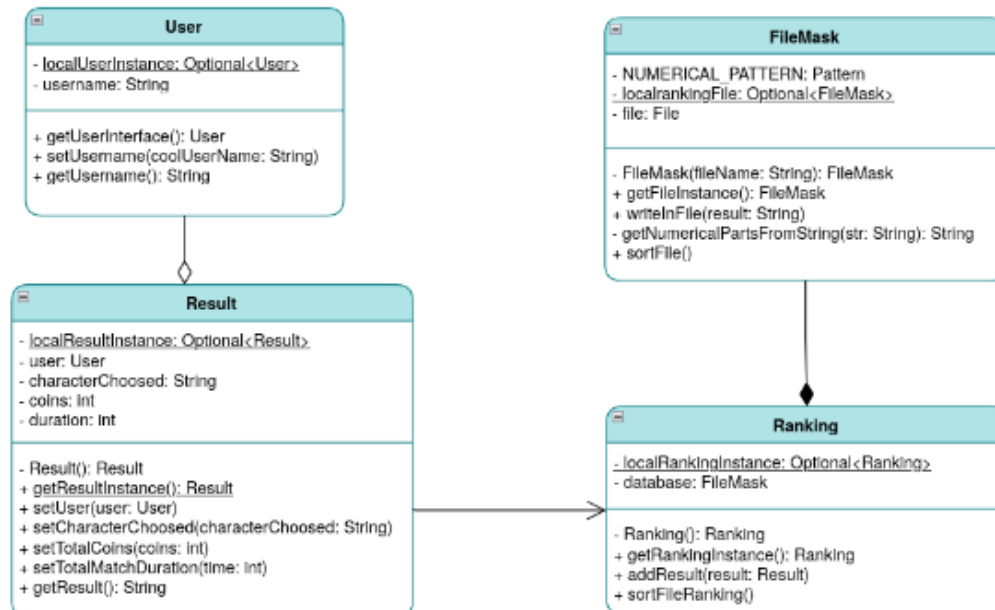 User
- localUserInstance: Optional<User>
- username: String
+ getUserInterface(): User
+ setUsername(coolUserName: String)
+ getUsername(): String
FileMask
- NUMERICAL_PATTERN: Pattern
- localrankingFile: Optional<FileMask>
- file: File
- FileMask(fileName: String): FileMask
+ getFileInstance(): FileMask
+ writeInFile(result: String)
- getNumericalPartsFromString(str: String): String
+ sortFile()
Result
- localResultInstance: Optional<Result>
- user: User
- characterChoosed: String
- coins: int
- duration: int
- Result(): Result
+ getResultInstance(): Result
+ setUser(user: User)
+ setCharacterChoosed(characterChoosed: String)
+ setTotalCoins(coins: int)
+ setTotalMatchDuration(time: int)
+ getResult(): String
Ranking
- localRankingInstance: Optional<Ranking>
- database: FileMask
- Ranking(): Ranking
+ getRankingInstance(): Ranking
+ addResult(result: Result)
+ sortFileRanking()